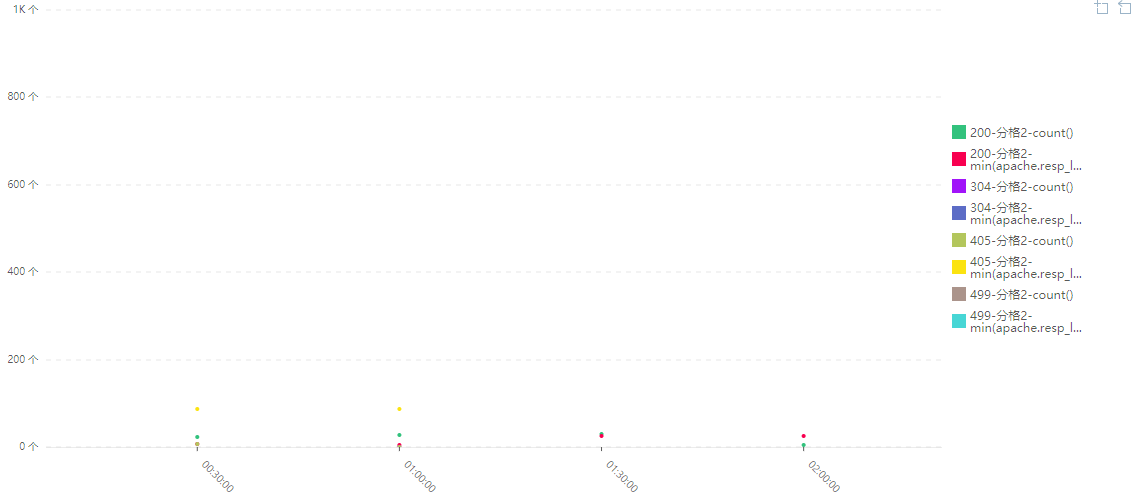 1K 个
800 个
600 个
400 个
200 个
0 个
00:30:00
01:00:00
01:30:00
02:00:00
200-分格2-count()
200-分格2-
min(apache.resp_l...
304-分格2-count()
304-分格2-
min(apache.resp_l...
405-分格2-count()
405-分格2-
min(apache.resp_l...
499-分格2-count()
499-分格2-
min(apache.resp_l...